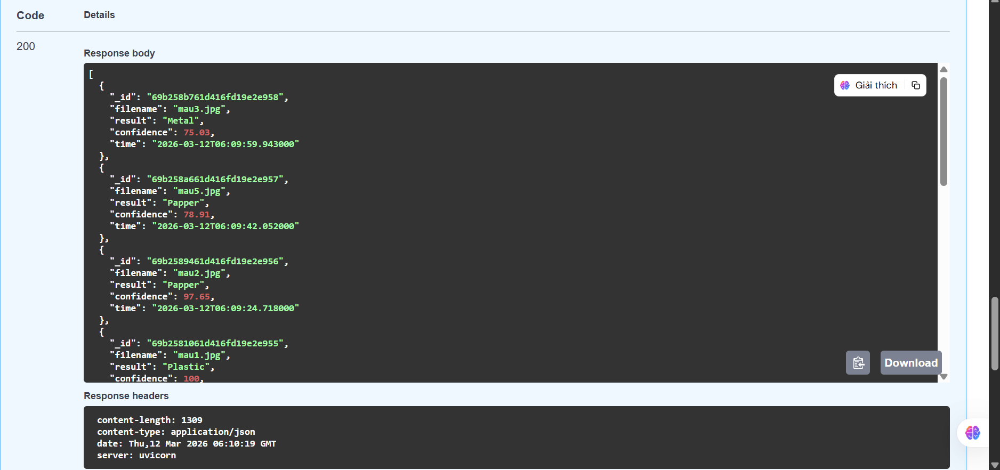 Code Details
200
Response body
[
Giải thích
{
"_id": "69b258b761d416fd19e2e958",
"filename": "mau3.jpg",
"result": "Metal",
"confidence": 75.03,
"time": "2026-03-12T06:09:59.943000"
},
{
"_id": "69b258a661d416fd19e2e957",
"filename": "mau5.jpg",
"result": "Papper",
"confidence": 78.91,
"time": "2026-03-12T06:09:42.052000"
},
{
"_id": "69b2589461d416fd19e2e956",
"filename": "mau2.jpg",
"result": "Papper",
"confidence": 97.65,
"time": "2026-03-12T06:09:24.718000"
},
{
"_id": "69b2581061d416fd19e2e955",
"filename": "mau1.jpg",
"result": "Plastic",
"confidence": 100,
Download
Response headers
content-length: 1309
content-type: application/json
date: Thu,12 Mar 2026 06:10:19 GMT
server: uvicorn